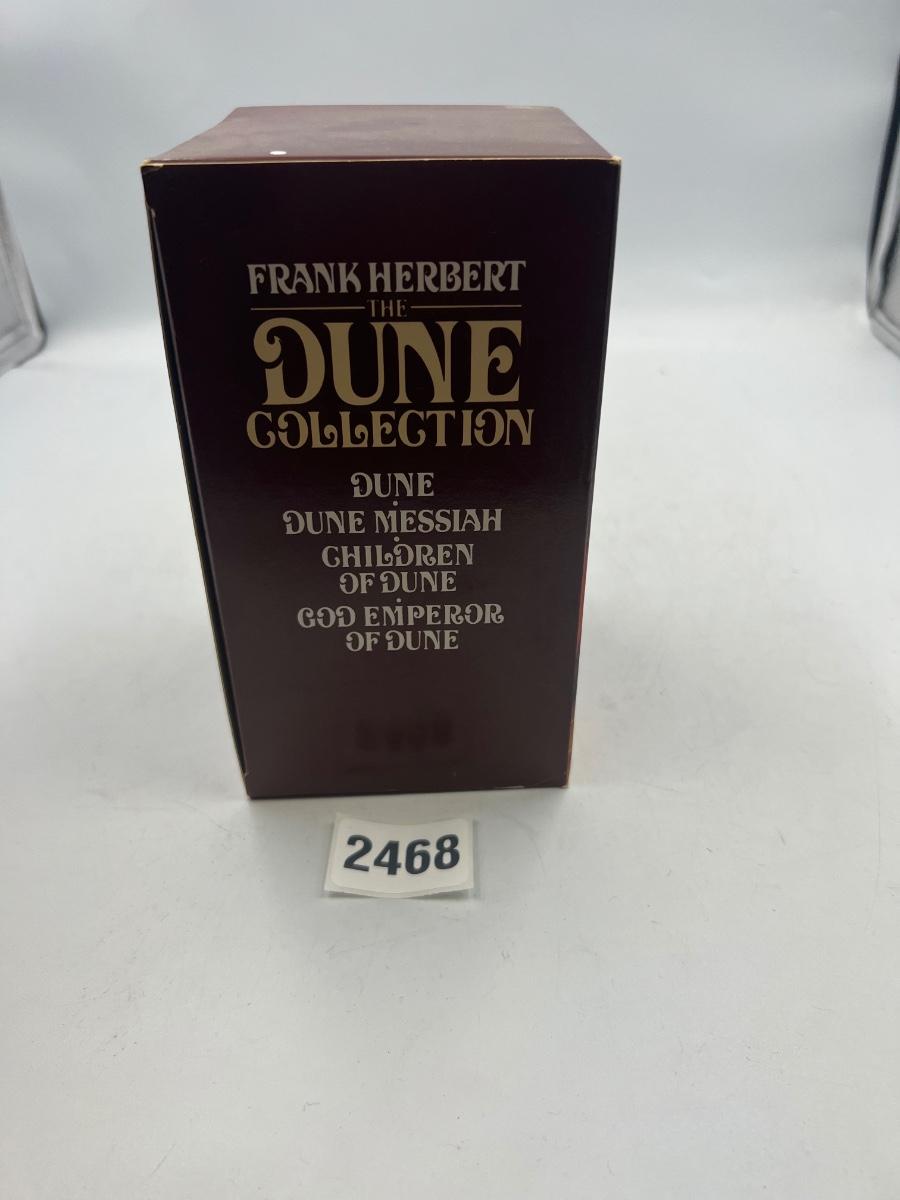 FRANK HERBERT
THE
DUNE
COLLECTION
DUNE
·
DUNE MESSIAH
·
CHILDREN
OF DUNE
·
GOD EMPEROR
OF DUNE
2468